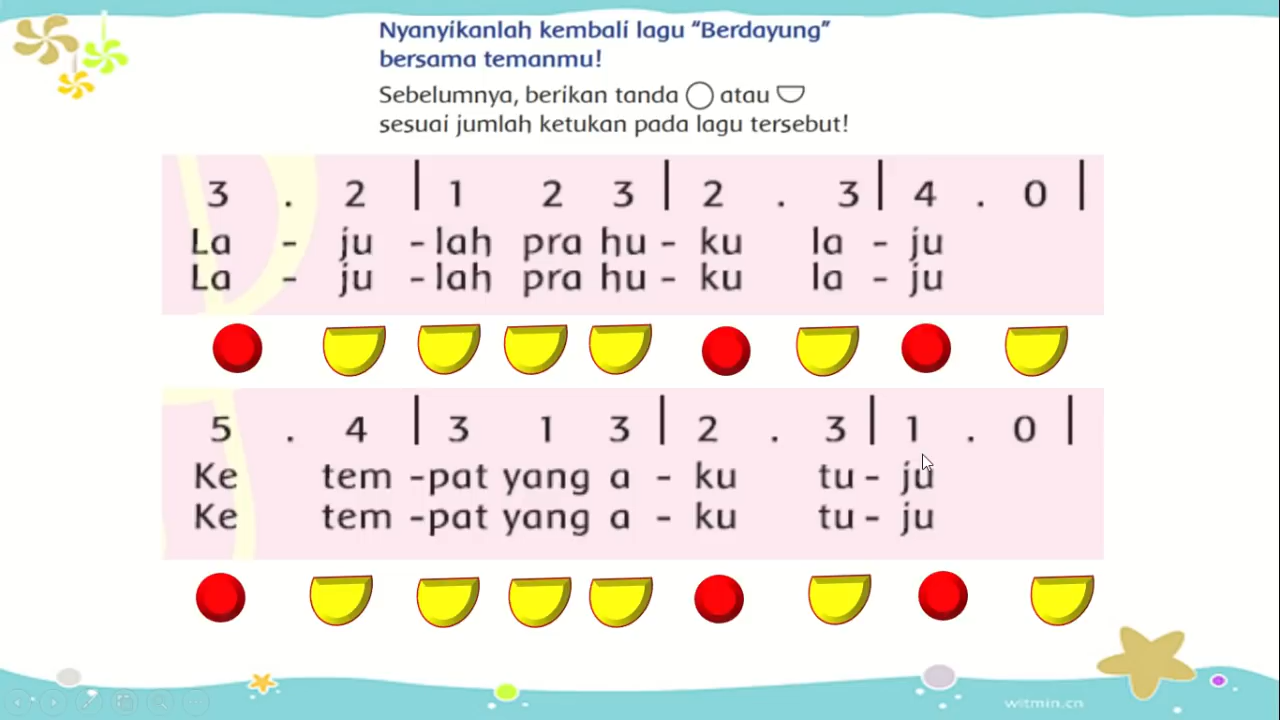 Nyanyikanlah kembali lagu “Berdayung”
bersama temanmu!
Sebelumnya, berikan tanda ◯ atau ◡
sesuai jumlah ketukan pada lagu tersebut!
3 . 2 | 1 2 3 | 2 . 3 | 4 . 0 |
La - ju - lah pra hu - ku la - ju
La - ju - lah pra hu - ku la - ju
5 . 4 | 3 1 3 | 2 . 3 | 1 . 0 |
Ke tem -pat yang a - ku tu - ju
Ke tem -pat yang a - ku tu - ju
witmin.cn